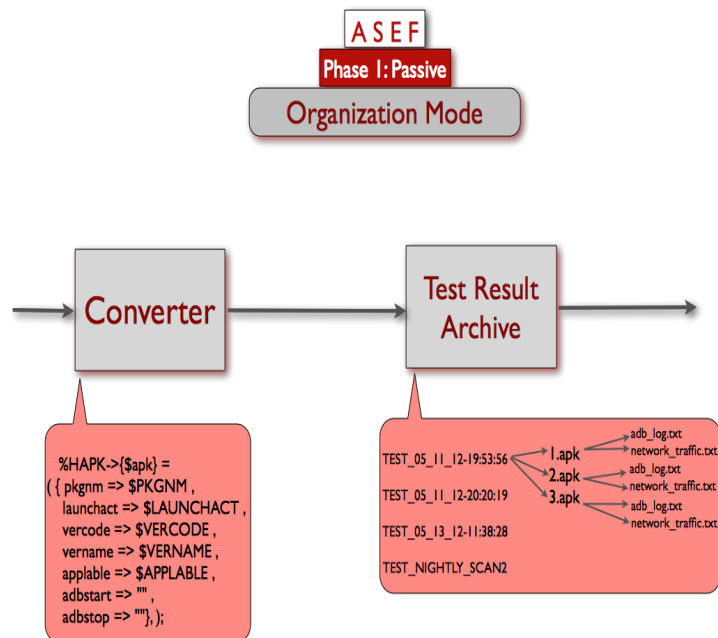 A S E F
Phase 1: Passive
Organization Mode
Converter
Test Result
Archive
%HAPK->{$apk} =
( { pkgnm => $PKGNM ,
launchact => $LAUNCHACT ,
vercode => $VERCODE ,
vername => $VERNAME ,
applable => $APPLABLE ,
adbstart => "" ,
adbstop => ""}, );
TEST_05_11_12-19:53:56
TEST_05_11_12-20:20:19
TEST_05_13_12-11:38:28
TEST_NIGHTLY_SCAN2
1.apk
2.apk
3.apk
adb_log.txt
network_traffic.txt
adb_log.txt
network_traffic.txt
adb_log.txt
network_traffic.txt